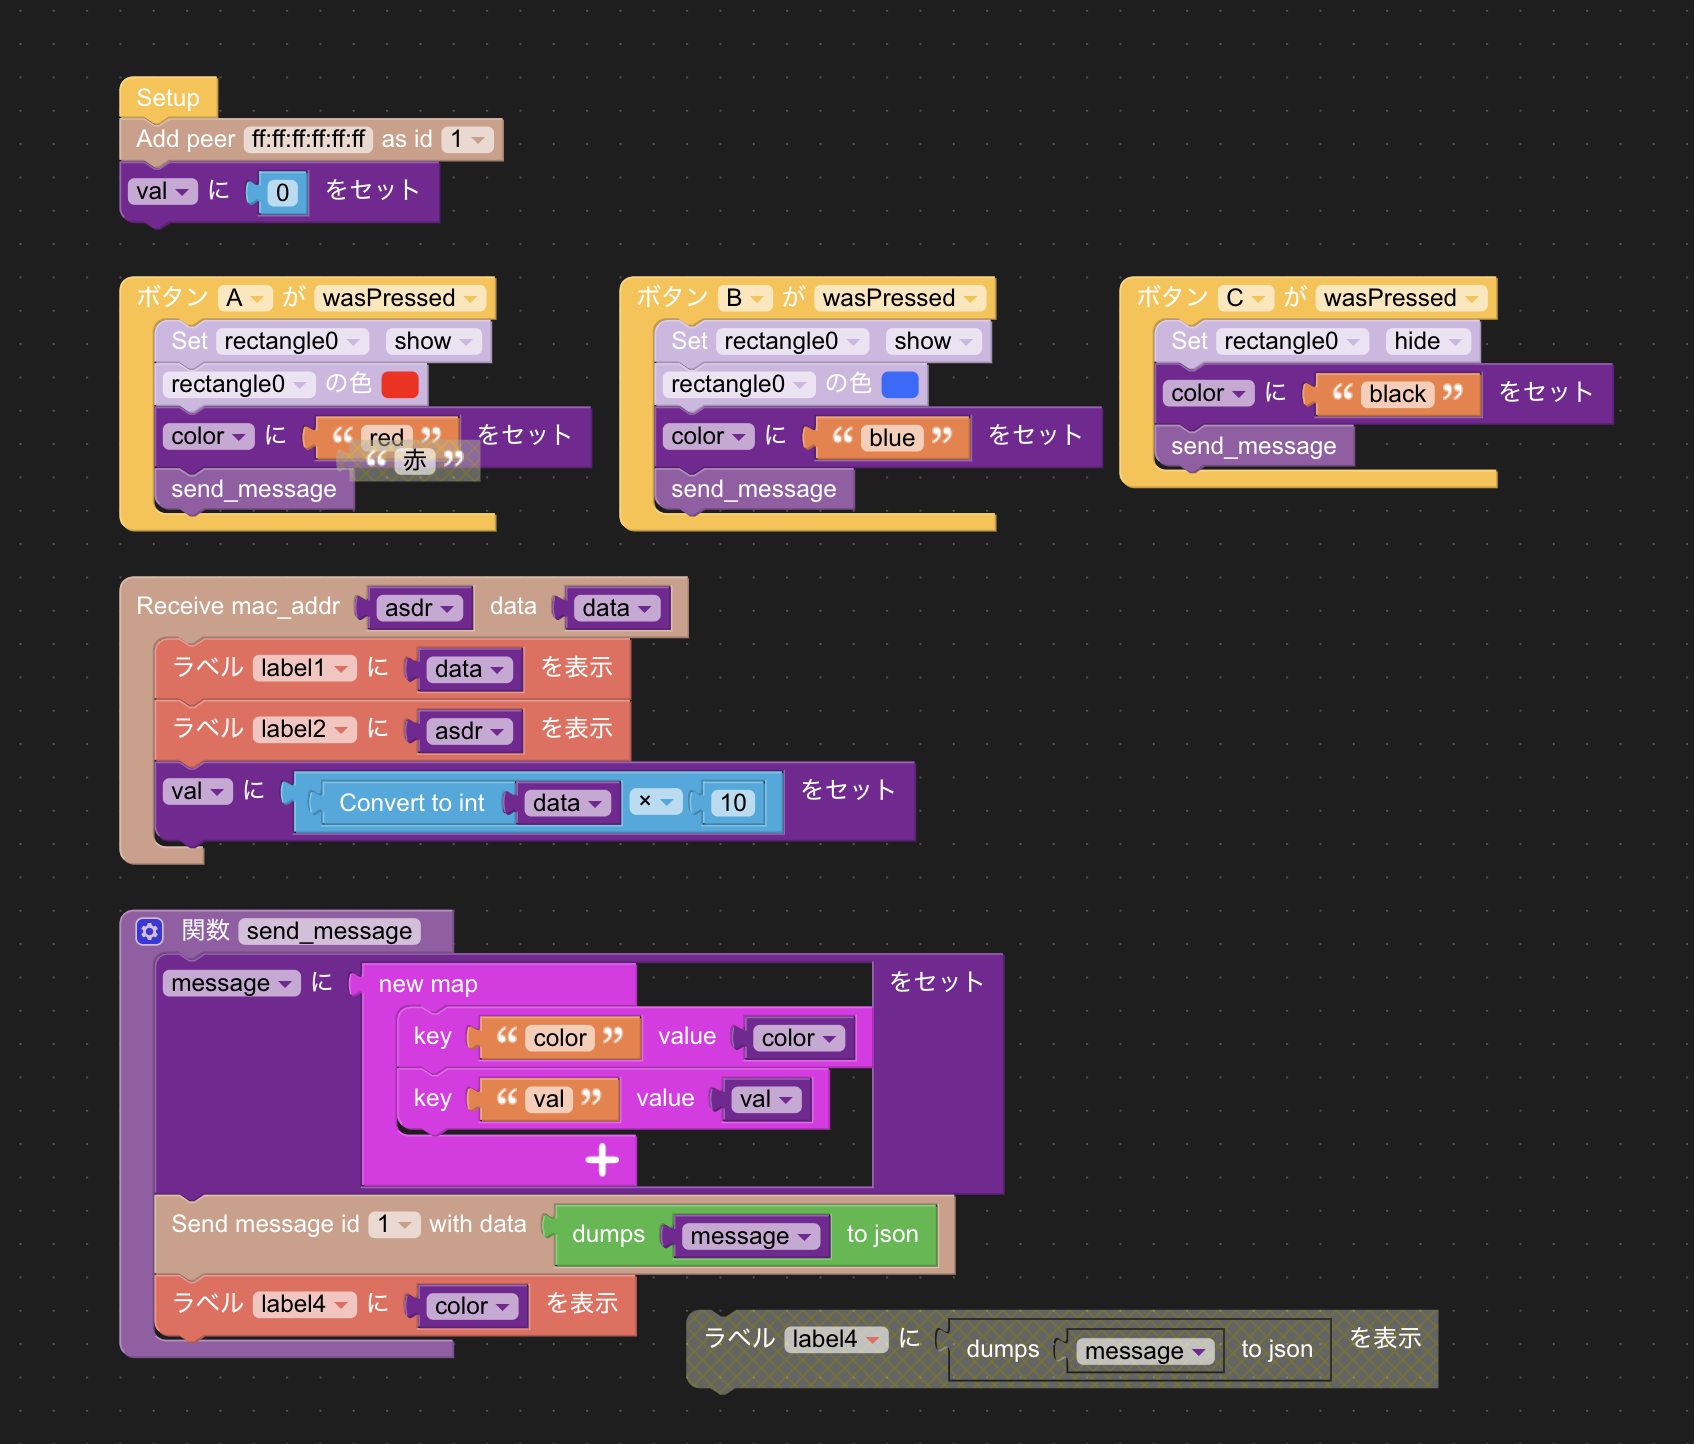 Setup
Add peer ff:ff:ff:ff:ff:ff as id 1
val に 0 をセット
ボタン A が wasPressed
Set rectangle0 show
rectangle0 の色
color に “ red ” をセット
“ 赤 ”
send_message
ボタン B が wasPressed
Set rectangle0 show
rectangle0 の色
color に “ blue ” をセット
send_message
ボタン C が wasPressed
Set rectangle0 hide
color に “ black ” をセット
send_message
Receive mac_addr asdr data data
ラベル label1 に data を表示
ラベル label2 に asdr を表示
val に Convert to int data × 10 をセット
関数 send_message
message に new map をセット
key “ color ” value color
key “ val ” value val
Send message id 1 with data dumps message to json
ラベル label4 に color を表示
ラベル label4 に dumps message to json を表示